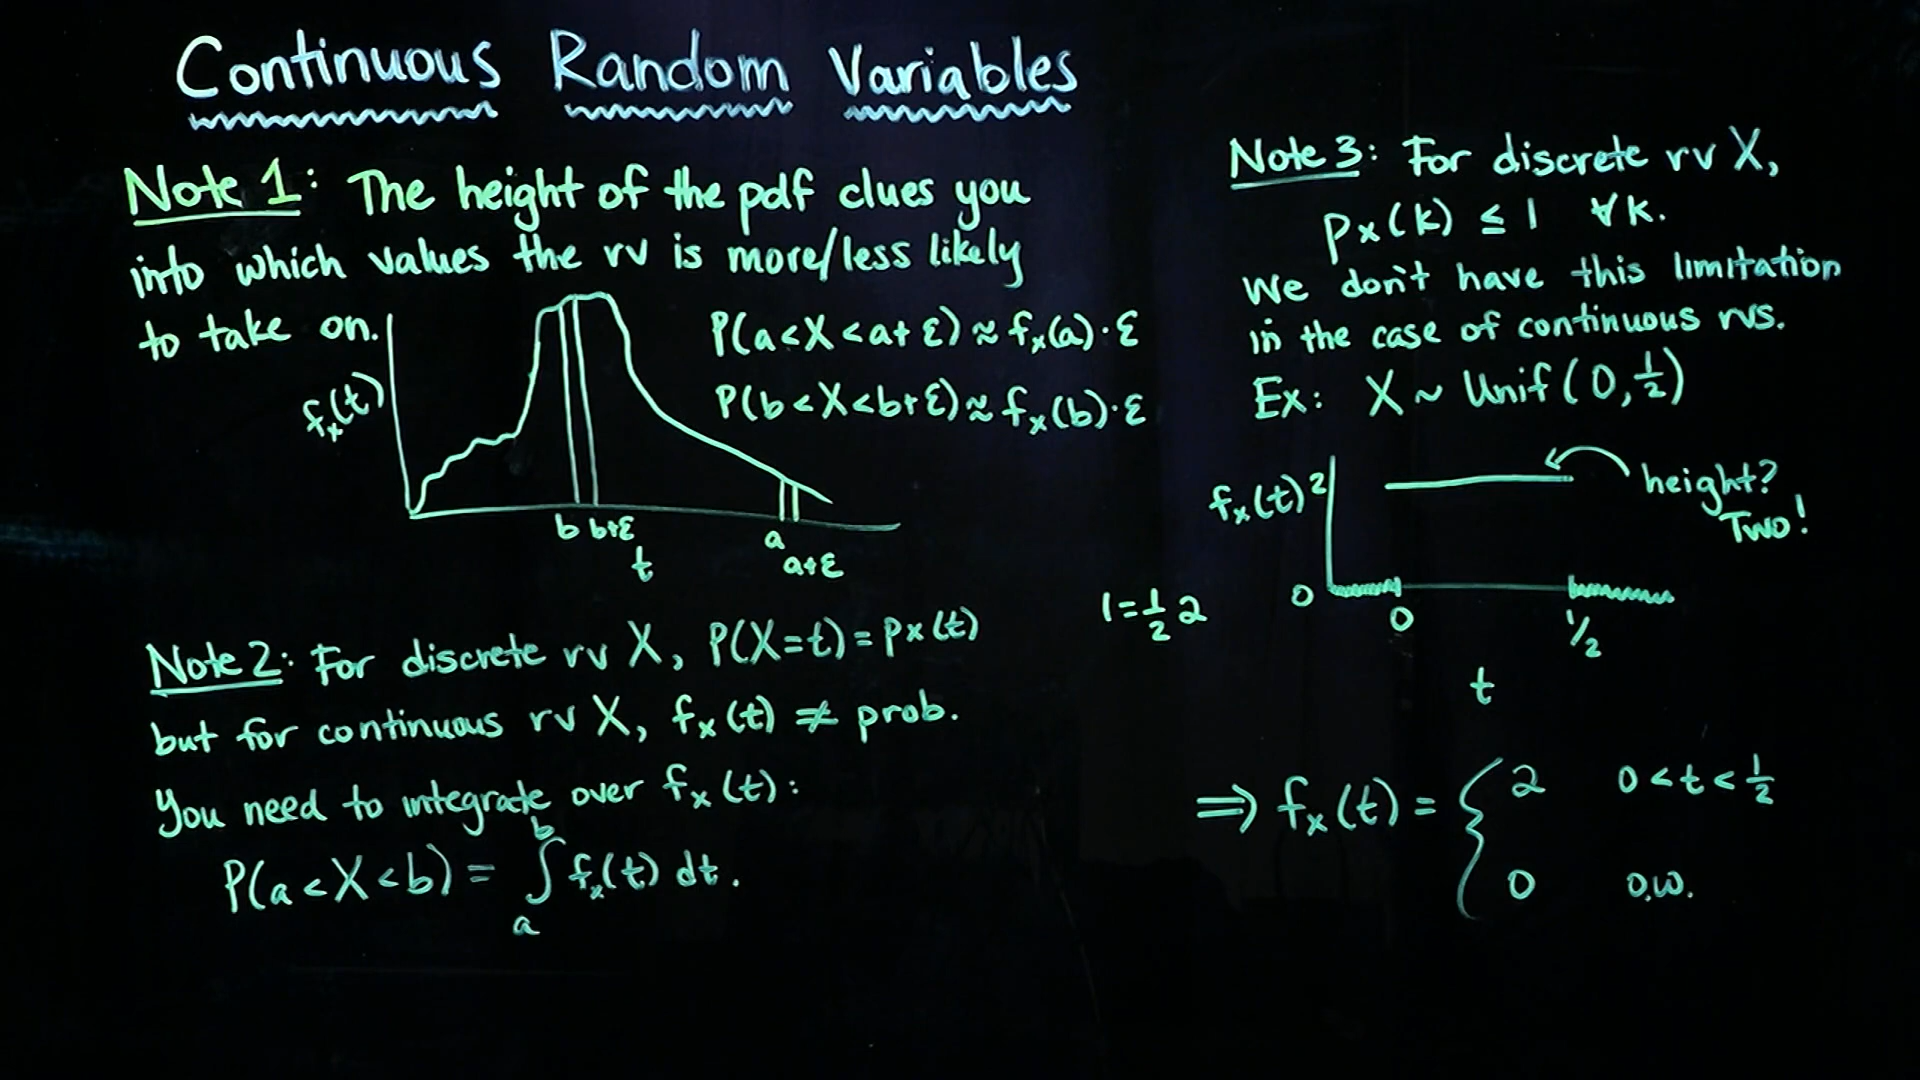 Continuous Random Variables
Note 1: The height of the pdf clues you
into which values the rv is more/less likely
to take on.
P(a<X<a+ε)≈fx(a)·ε
P(b<X<b+ε)≈fx(b)·ε
fx(t)
b b+ε
a
a+ε
t
Note 2: For discrete rv X, P(X=t)=px(t)
but for continuous rv X, fx(t) ≠ prob.
You need to integrate over fx(t):
P(a<X<b) = ∫ₐᵇ fx(t) dt.
Note 3: For discrete rv X,
px(k) ≤ 1 ∀k.
We don't have this limitation
in the case of continuous rvs.
Ex: X ~ Unif(0, 1/2)
fx(t) 2
height?
Two!
1=1/2 2
0
0 1/2
t
⇒ fx(t) = { 2 0<t<1/2
0 o.w.